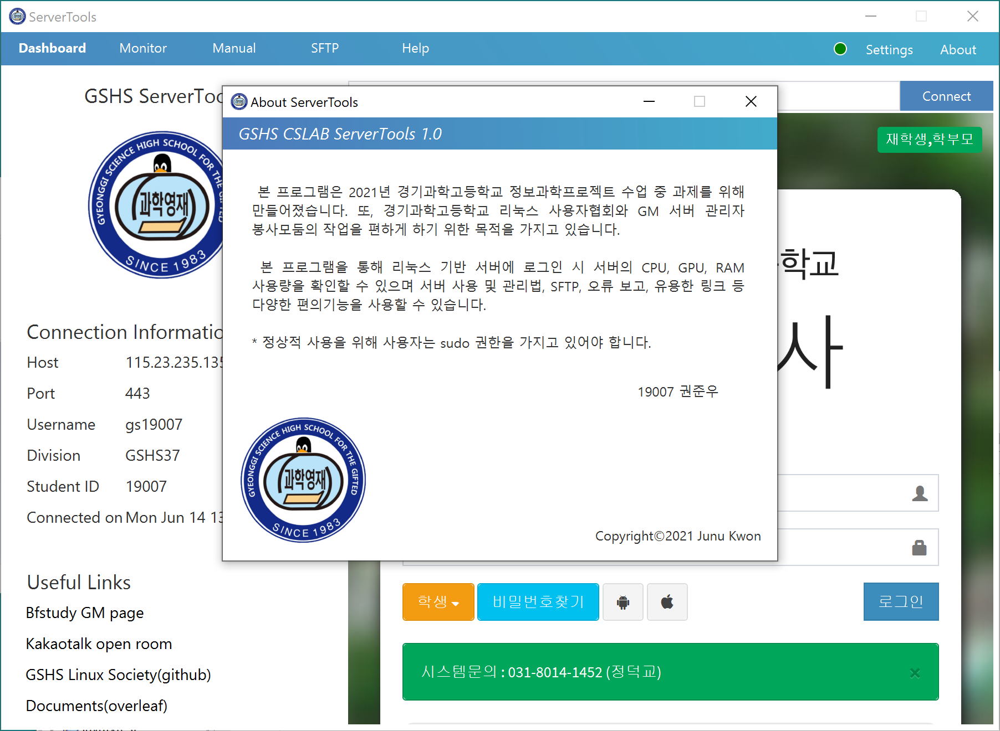 ServerTools
Dashboard Monitor Manual SFTP Help Settings About
GSHS ServerToo
Connect
재학생,학부모
GYEONGGI SCIENCE HIGH SCHOOL FOR THE GIFTED
과학영재
SINCE 1983
학교
사
Connection Informatio
Host 115.23.235.135
Port 443
Username gs19007
Division GSHS37
Student ID 19007
Connected on Mon Jun 14 13
Useful Links
Bfstudy GM page
Kakaotalk open room
GSHS Linux Society(github)
Documents(overleaf)
About ServerTools
GSHS CSLAB ServerTools 1.0
본 프로그램은 2021년 경기과학고등학교 정보과학프로젝트 수업 중 과제를 위해
만들어졌습니다. 또, 경기과학고등학교 리눅스 사용자협회와 GM 서버 관리자
봉사모둠의 작업을 편하게 하기 위한 목적을 가지고 있습니다.
본 프로그램을 통해 리눅스 기반 서버에 로그인 시 서버의 CPU, GPU, RAM
사용량을 확인할 수 있으며 서버 사용 및 관리법, SFTP, 오류 보고, 유용한 링크 등
다양한 편의기능을 사용할 수 있습니다.
* 정상적 사용을 위해 사용자는 sudo 권한을 가지고 있어야 합니다.
19007 권준우
GYEONGGI SCIENCE HIGH SCHOOL FOR THE GIFTED
과학영재
SINCE 1983
Copyright©2021 Junu Kwon
학생 비밀번호찾기 로그인
시스템문의 : 031-8014-1452 (정덕교)